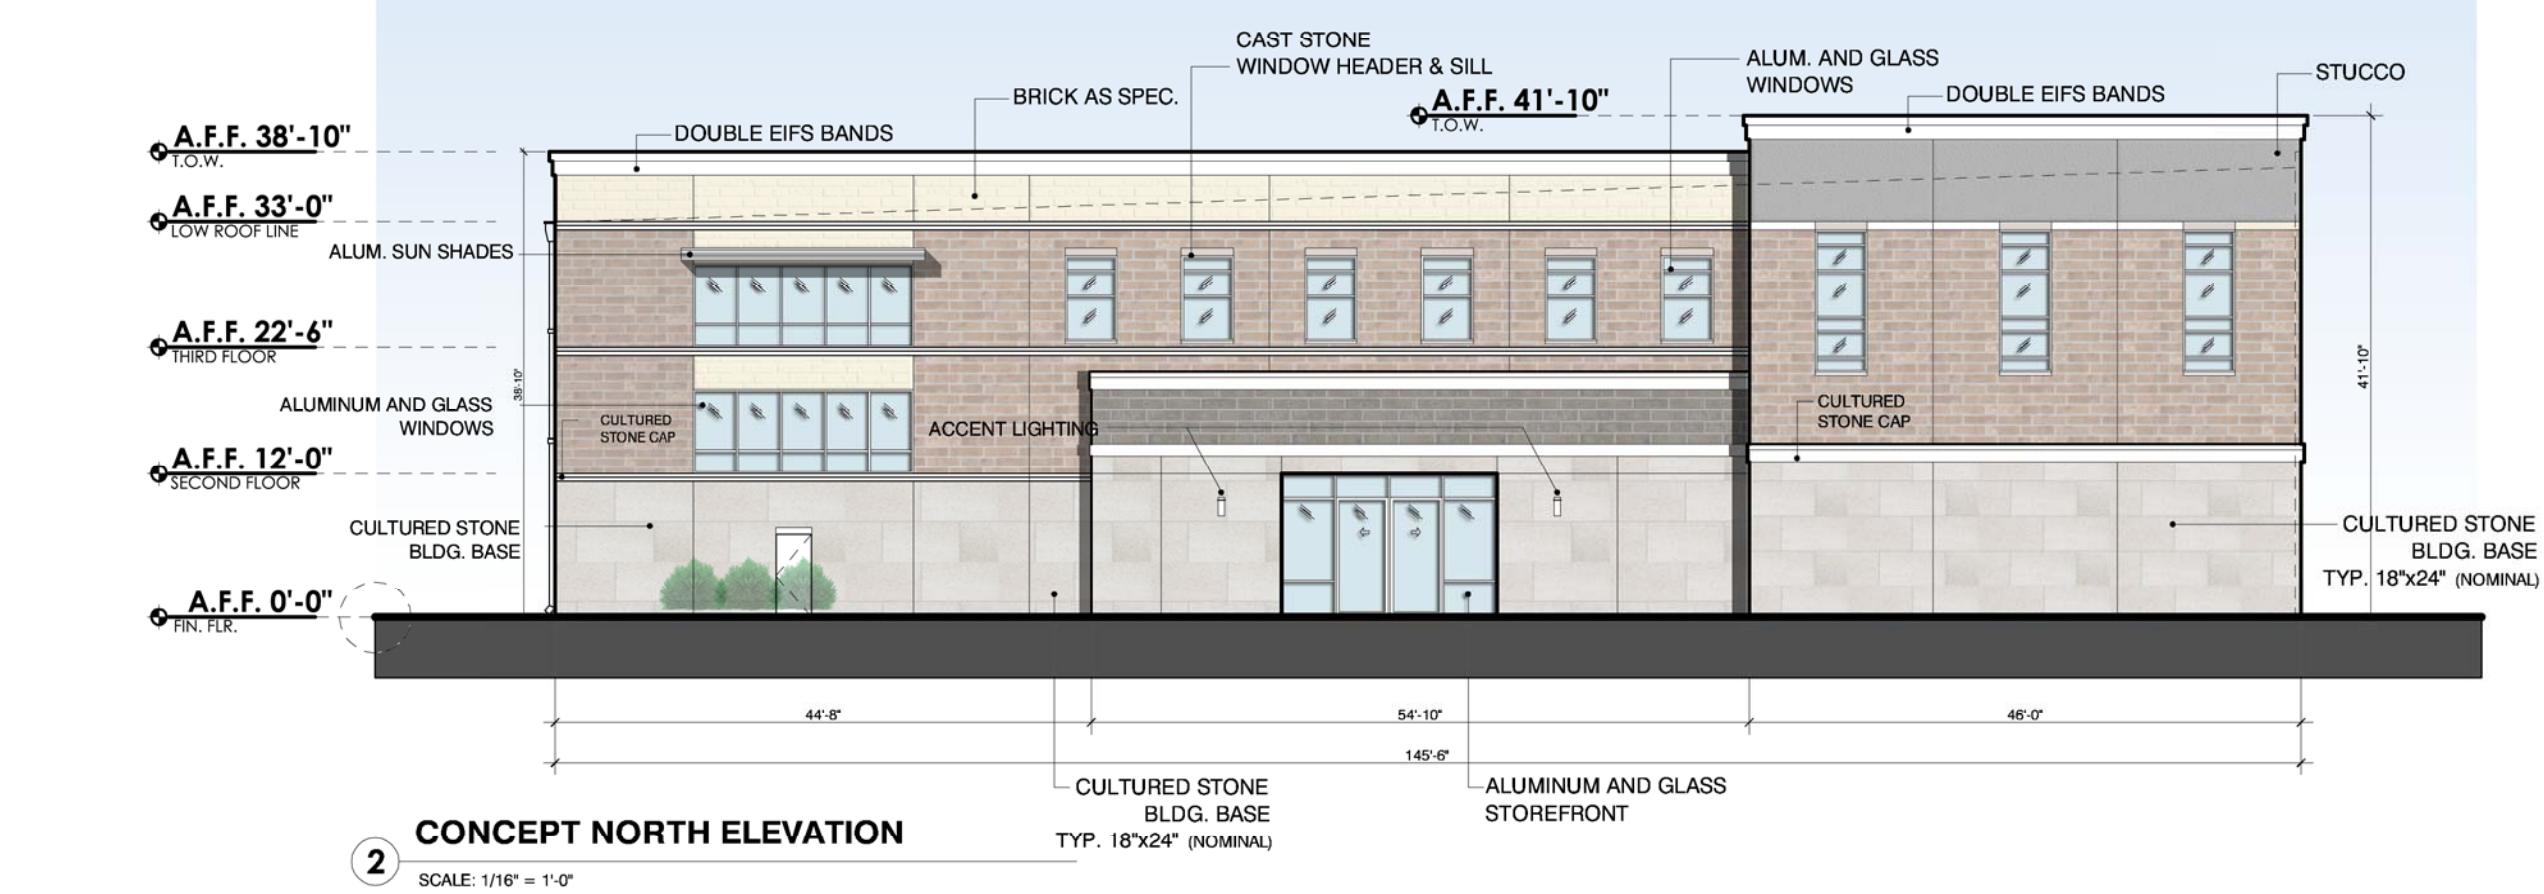 CAST STONE
WINDOW HEADER & SILL
ALUM. AND GLASS
WINDOWS
STUCCO
BRICK AS SPEC.
A.F.F. 41'-10"
T.O.W.
DOUBLE EIFS BANDS
A.F.F. 38'-10"
T.O.W.
DOUBLE EIFS BANDS
A.F.F. 33'-0"
LOW ROOF LINE
ALUM. SUN SHADES
A.F.F. 22'-6"
THIRD FLOOR
38'-10"
41'-10"
ALUMINUM AND GLASS
WINDOWS
CULTURED
STONE CAP
ACCENT LIGHTING
CULTURED
STONE CAP
A.F.F. 12'-0"
SECOND FLOOR
CULTURED STONE
BLDG. BASE
CULTURED STONE
BLDG. BASE
TYP. 18"x24" (NOMINAL)
A.F.F. 0'-0"
FIN. FLR.
44'-8"
54'-10"
46'-0"
145'-6"
CULTURED STONE
BLDG. BASE
TYP. 18"x24" (NOMINAL)
ALUMINUM AND GLASS
STOREFRONT
2
CONCEPT NORTH ELEVATION
SCALE: 1/16" = 1'-0"